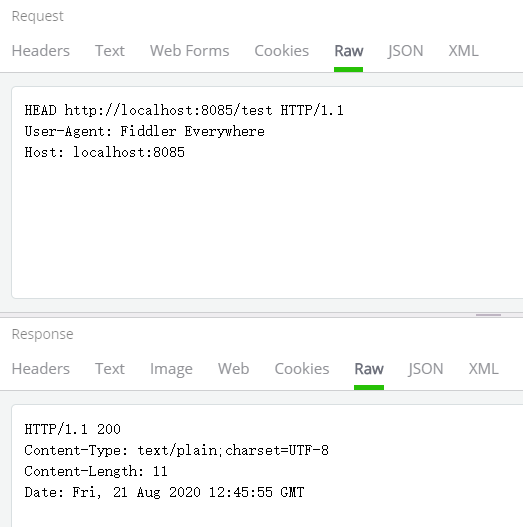 Request
Headers Text Web Forms Cookies Raw JSON XML
HEAD http://localhost:8085/test HTTP/1.1
User-Agent: Fiddler Everywhere
Host: localhost:8085
Response
Headers Text Image Web Cookies Raw JSON XML
HTTP/1.1 200
Content-Type: text/plain;charset=UTF-8
Content-Length: 11
Date: Fri, 21 Aug 2020 12:45:55 GMT